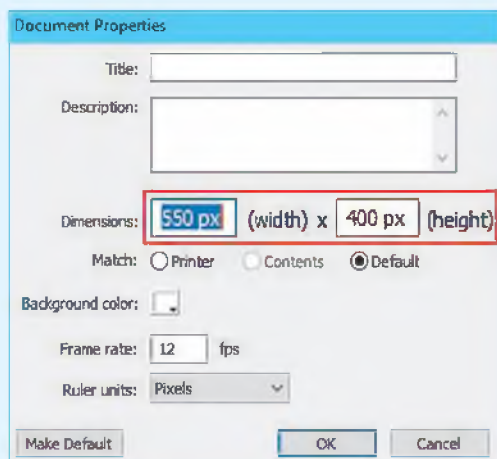 Document Properties
Title:
Description:
Dimensions: 550 px (width) x 400 px (height)
Match: Printer Contents Default
Background color:
Frame rate: 12 fps
Ruler units: Pixels
Make Default OK Cancel